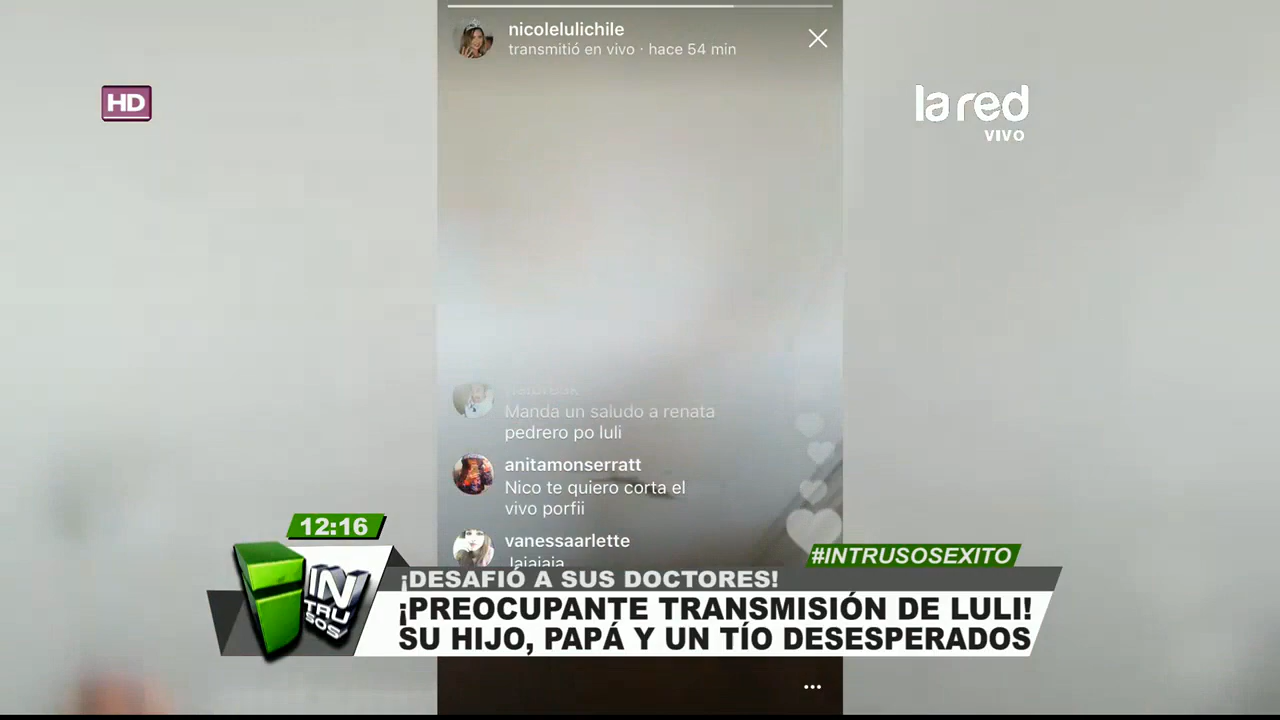 nicolelulichile
transmitió en vivo · hace 54 min
HD
la red
VIVO
Manda un saludo a renata
pedrero po luli
anitamonserratt
Nico te quiero corta el
vivo porfii
vanessaarlette
Jajajaja
12:16
#INTRUSOSEXITO
INTRUSOS
¡DESAFIÓ A SUS DOCTORES!
¡PREOCUPANTE TRANSMISIÓN DE LULI!
SU HIJO, PAPÁ Y UN TÍO DESESPERADOS